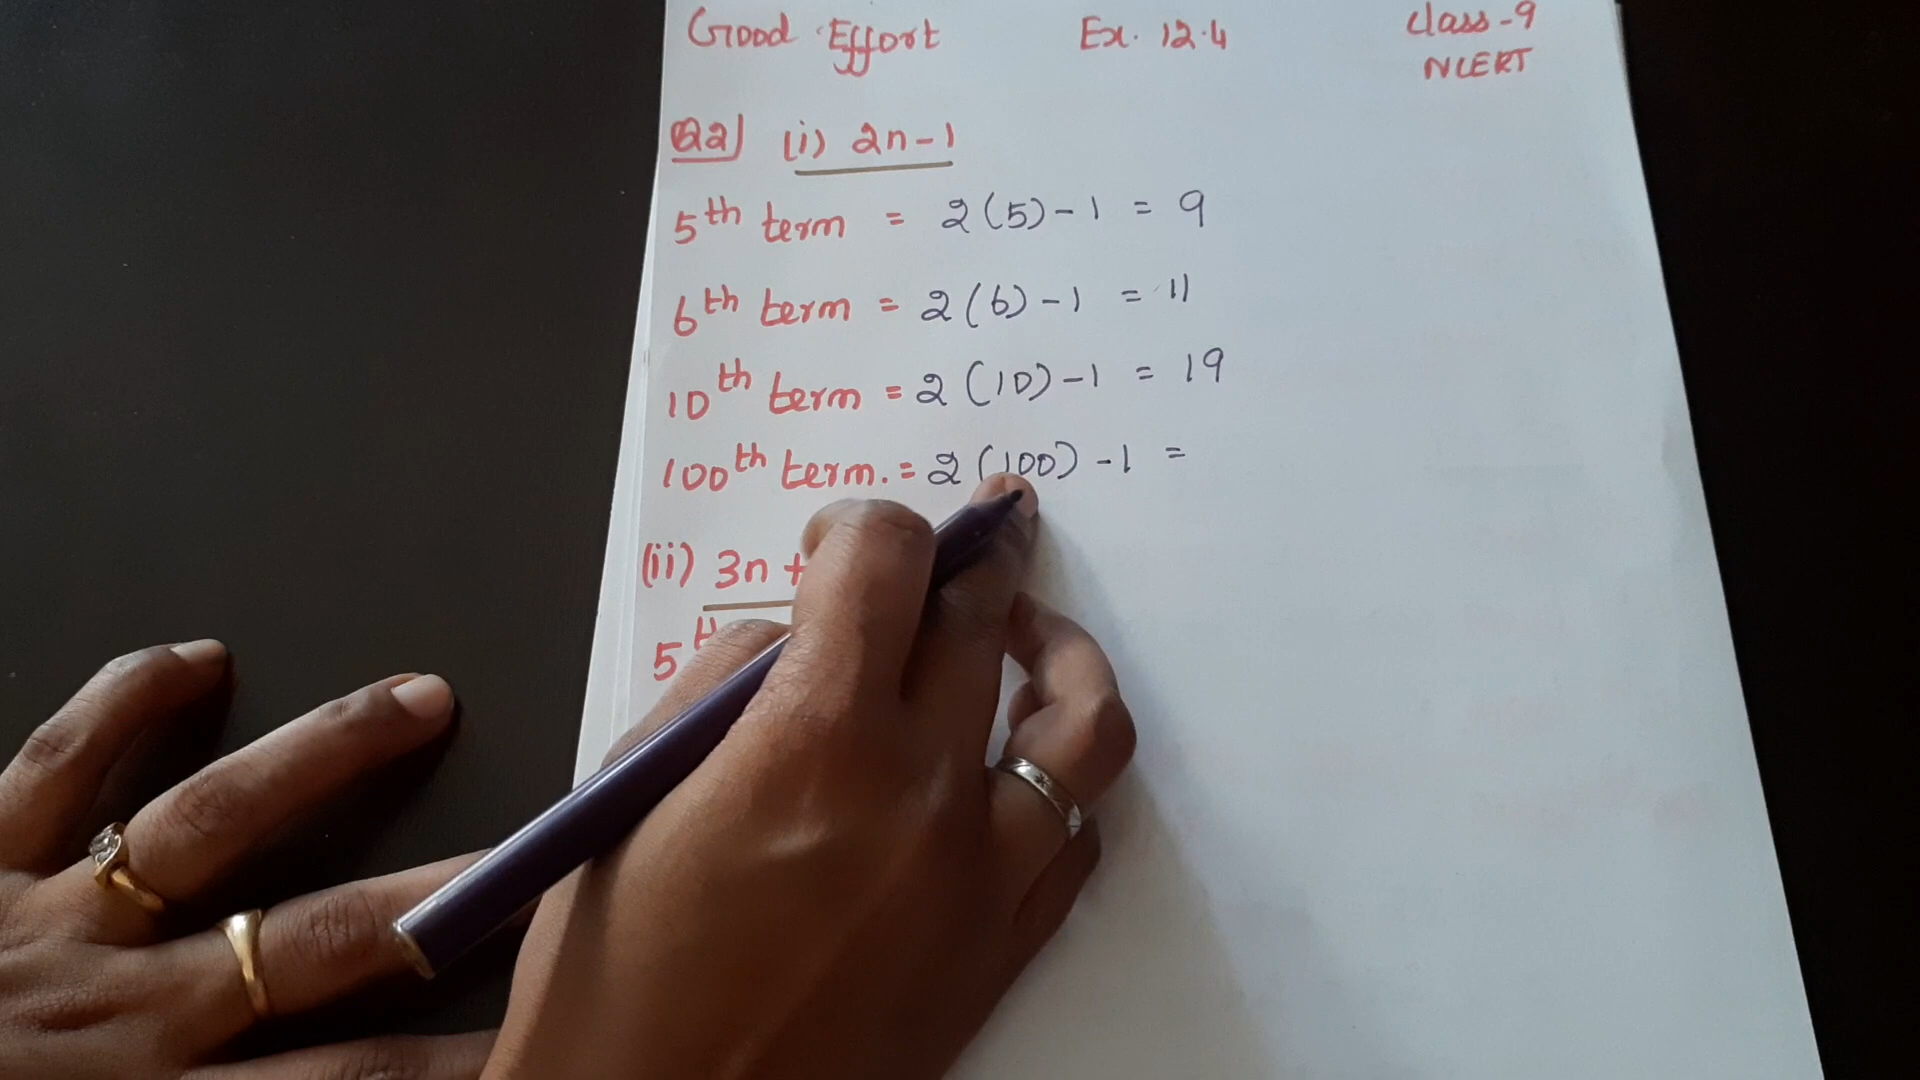 Good Effort Ex. 12.4 Class-9
NCERT
Q2) (i) 2n-1
5th term = 2(5)-1 = 9
6th term = 2(6)-1 = 11
10th term = 2(10)-1 = 19
100th term. = 2(100)-1 =
(ii) 3n+
5